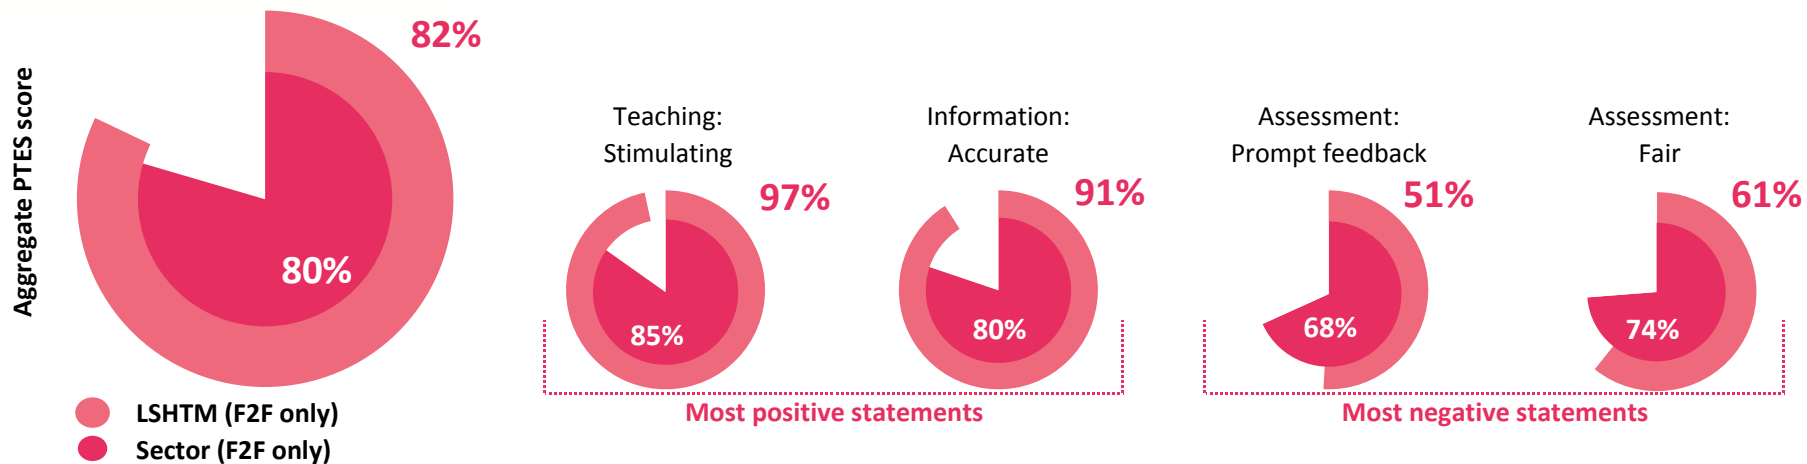 Aggregate PTES score
82%
80%
LSHTM (F2F only)
Sector (F2F only)
Teaching:
Stimulating
97%
85%
Information:
Accurate
91%
80%
Most positive statements
Assessment:
Prompt feedback
51%
68%
Assessment:
Fair
61%
74%
Most negative statements